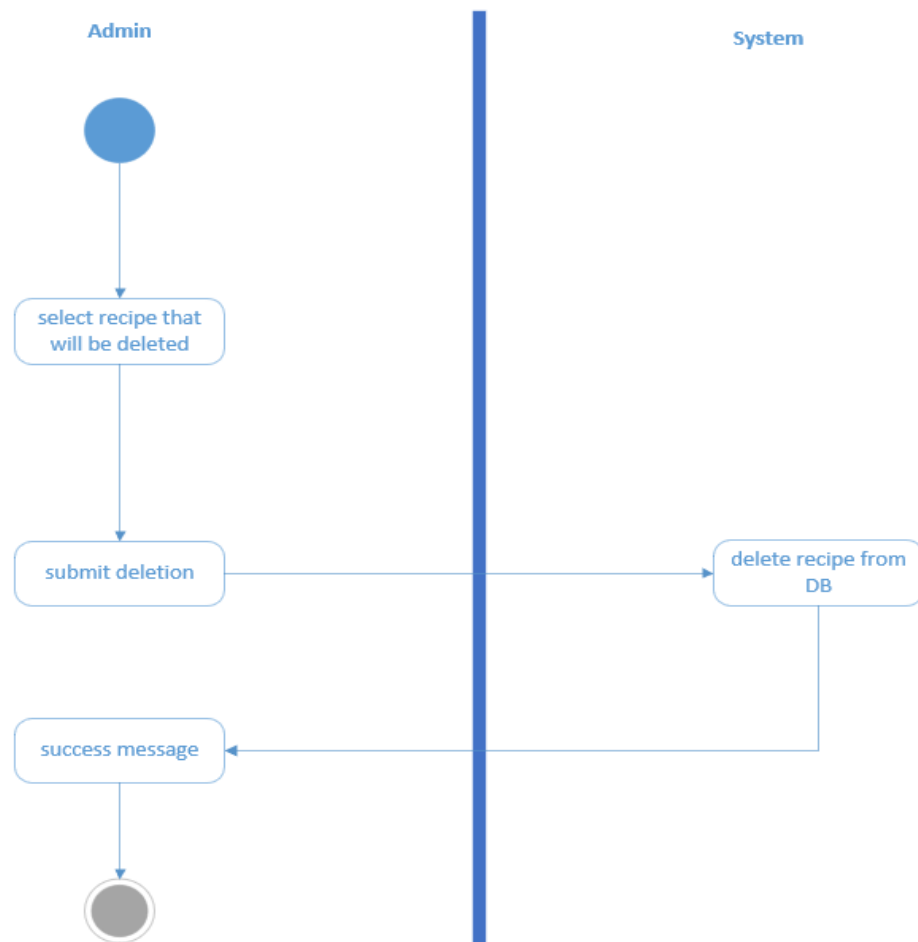 Admin
System
select recipe that
will be deleted
submit deletion
delete recipe from
DB
success message